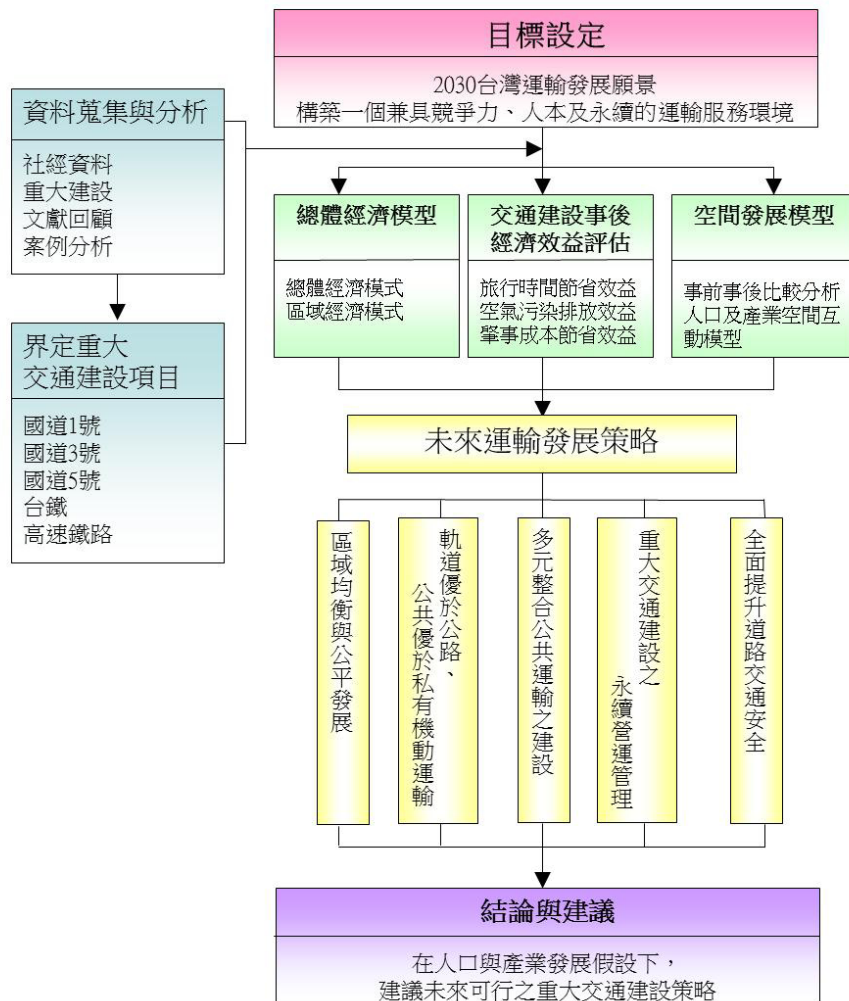 目標設定
2030台灣運輸發展願景
構築一個兼具競爭力、人本及永續的運輸服務環境
資料蒐集與分析
社經資料
重大建設
文獻回顧
案例分析
界定重大
交通建設項目
國道1號
國道3號
國道5號
台鐵
高速鐵路
總體經濟模型
總體經濟模式
區域經濟模式
交通建設事後
經濟效益評估
旅行時間節省效益
空氣污染排放效益
肇事成本節省效益
空間發展模型
事前事後比較分析
人口及產業空間互
動模型
未來運輸發展策略
區域均衡與公平發展
軌道優於公路、
公共優於私有機動運輸
多元整合公共運輸之建設
重大交通建設之
永續營運管理
全面提升道路交通安全
結論與建議
在人口與產業發展假設下，
建議未來可行之重大交通建設策略